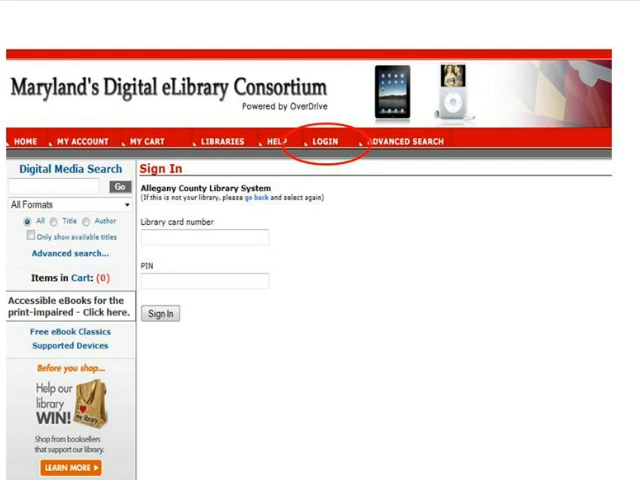 Maryland's Digital eLibrary Consortium
Powered by OverDrive
HOME MY ACCOUNT MY CART LIBRARIES HELP LOGIN ADVANCED SEARCH
Digital Media Search
Go
All Formats
All Title Author
Only show available titles
Advanced search...
Items in Cart: (0)
Accessible eBooks for the
print-impaired - Click here.
Free eBook Classics
Supported Devices
Before you shop...
Help our
library
WIN!
I ♥
my library
Shop from booksellers
that support our library.
LEARN MORE
Sign In
Allegany County Library System
(If this is not your library, please go back and select again)
Library card number
PIN
Sign In